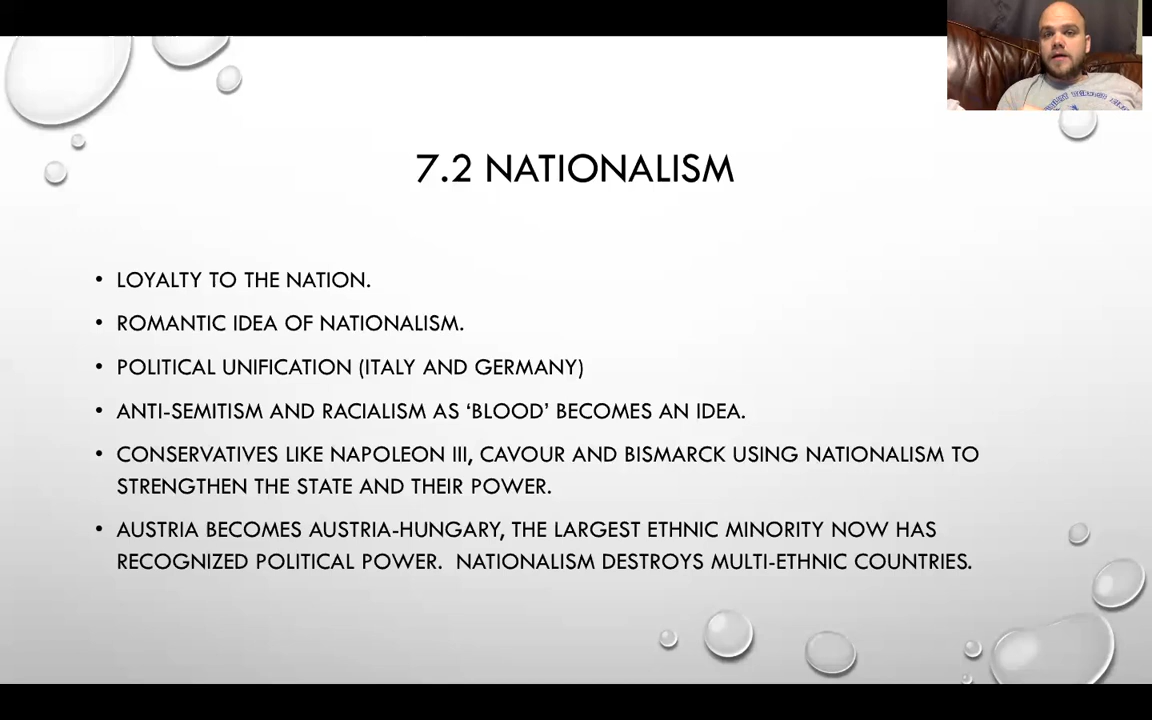 7.2 NATIONALISM
• LOYALTY TO THE NATION.
• ROMANTIC IDEA OF NATIONALISM.
• POLITICAL UNIFICATION (ITALY AND GERMANY)
• ANTI-SEMITISM AND RACIALISM AS ‘BLOOD’ BECOMES AN IDEA.
• CONSERVATIVES LIKE NAPOLEON III, CAVOUR AND BISMARCK USING NATIONALISM TO
STRENGTHEN THE STATE AND THEIR POWER.
• AUSTRIA BECOMES AUSTRIA-HUNGARY, THE LARGEST ETHNIC MINORITY NOW HAS
RECOGNIZED POLITICAL POWER.  NATIONALISM DESTROYS MULTI-ETHNIC COUNTRIES.